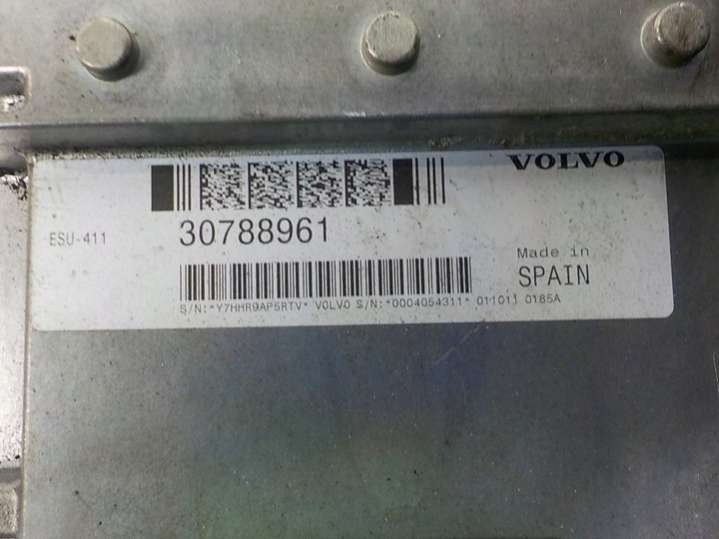 VOLVO
ESU-411
30788961
Made in
SPAIN
S/N:*Y7HHR9AP5RTV* VOLVO S/N:*0004054311* 011011 0185A